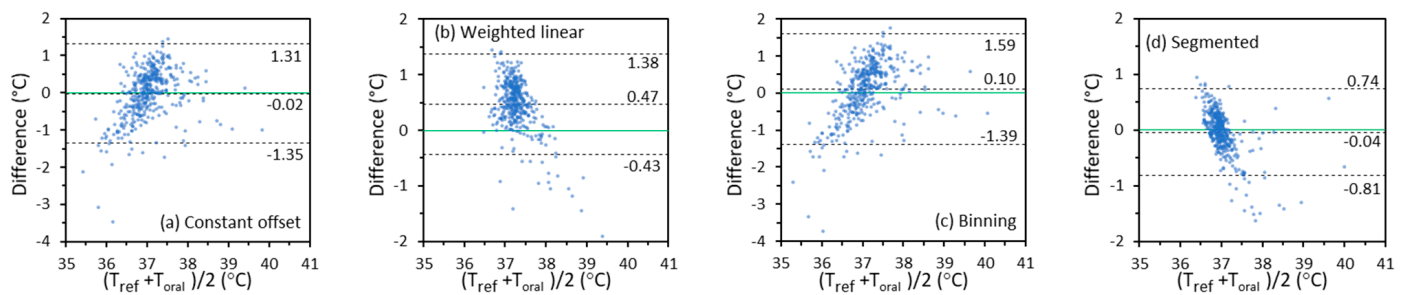 2
1
0
-1
-2
-3
-4
Difference (°C)
1.31
-0.02
-1.35
(a) Constant offset
35 36 37 38 39 40 41
(Tref +Toral )/2 (°C)
2
1
0
-1
-2
Difference (°C)
(b) Weighted linear
1.38
0.47
-0.43
35 36 37 38 39 40 41
(Tref +Toral )/2 (°C)
2
1
0
-1
-2
-3
-4
Difference (°C)
1.59
0.10
-1.39
(c) Binning
35 36 37 38 39 40 41
(Tref +Toral )/2 (°C)
2
1
0
-1
-2
Difference (°C)
(d) Segmented
0.74
-0.04
-0.81
35 36 37 38 39 40 41
(Tref +Toral )/2 (°C)